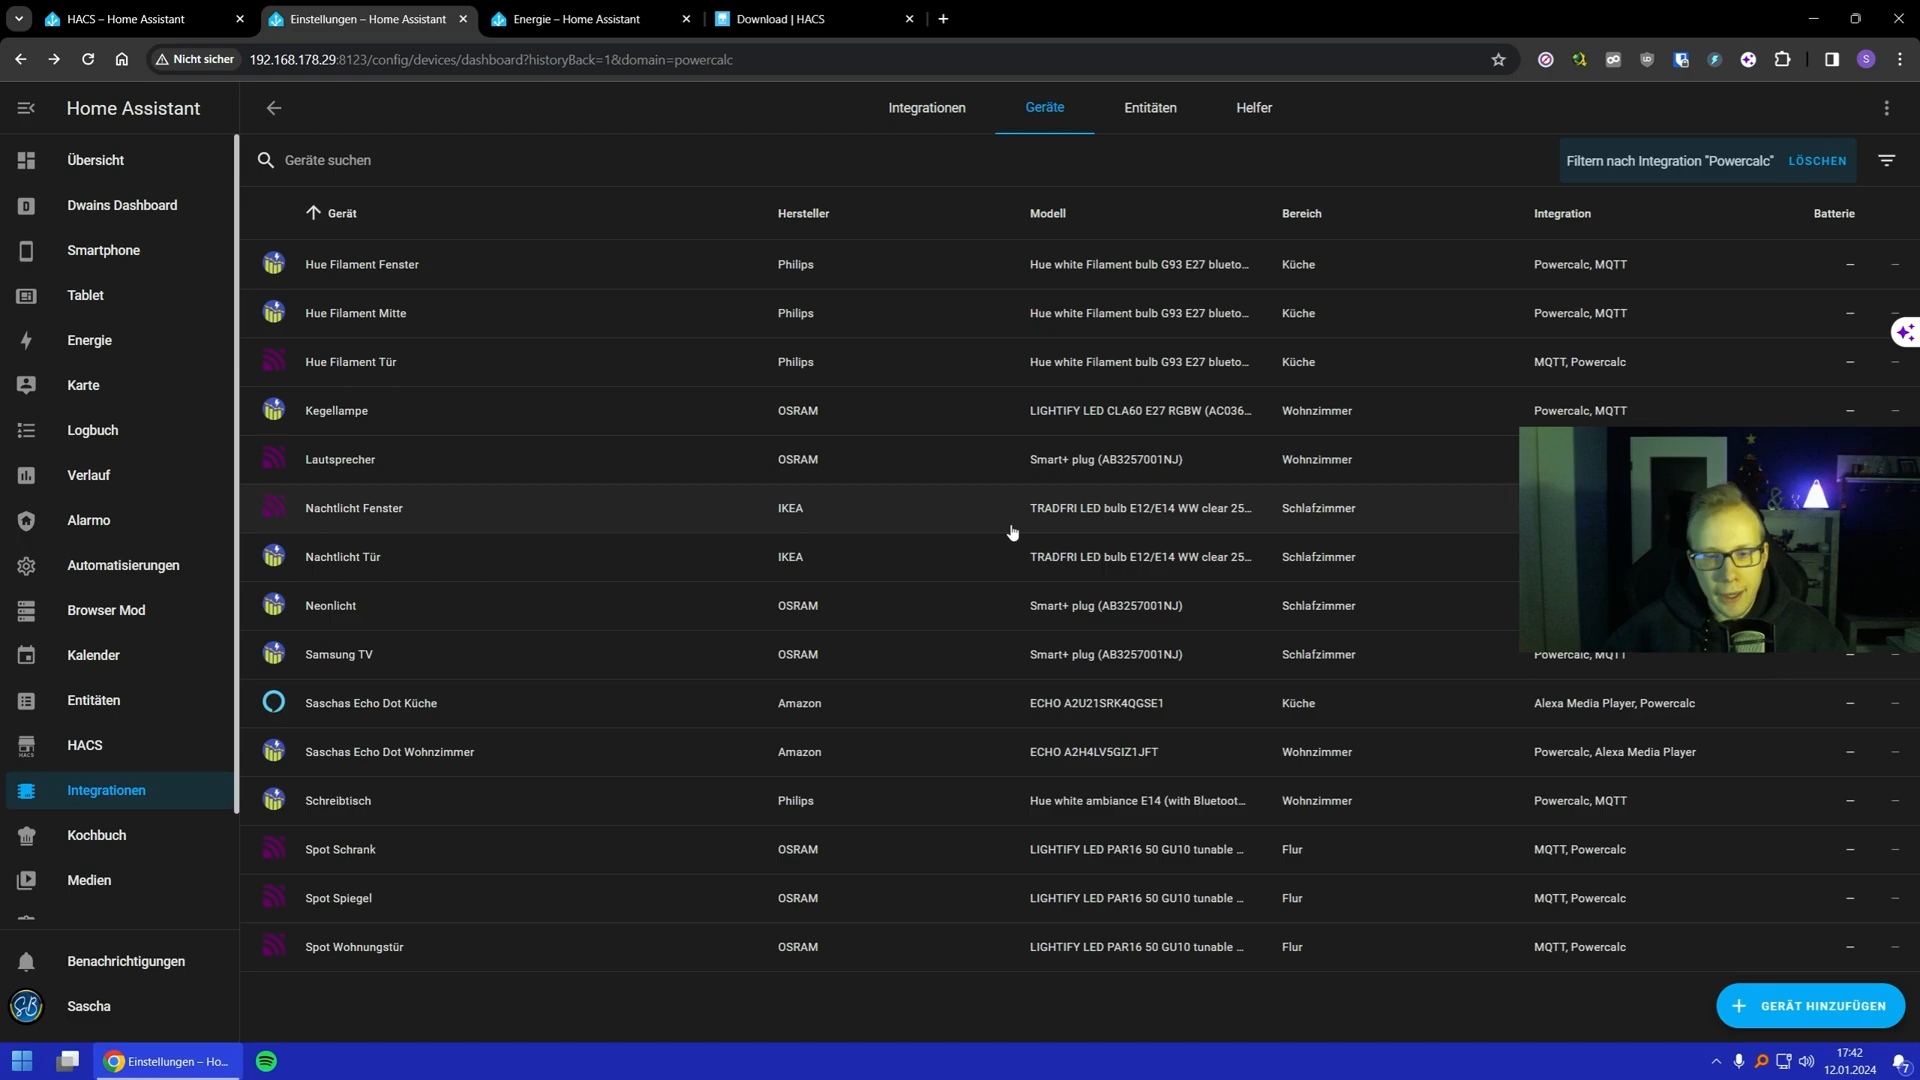 HACS – Home Assistant
Einstellungen – Home Assistant
Energie – Home Assistant
Download | HACS
Nicht sicher
192.168.178.29:8123/config/devices/dashboard?historyBack=1&domain=powercalc
S
Home Assistant
Integrationen
Geräte
Entitäten
Helfer
Übersicht
Dwains Dashboard
Smartphone
Tablet
Energie
Karte
Logbuch
Verlauf
Alarmo
Automatisierungen
Browser Mod
Kalender
Entitäten
HACS
Integrationen
Kochbuch
Medien
Benachrichtigungen
SB
Sascha
Geräte suchen
Filtern nach Integration "Powercalc" LÖSCHEN
Gerät Hersteller Modell Bereich Integration Batterie
Hue Filament Fenster Philips Hue white Filament bulb G93 E27 blueto... Küche Powercalc, MQTT – –
Hue Filament Mitte Philips Hue white Filament bulb G93 E27 blueto... Küche Powercalc, MQTT – –
Hue Filament Tür Philips Hue white Filament bulb G93 E27 blueto... Küche MQTT, Powercalc – –
Kegellampe OSRAM LIGHTIFY LED CLA60 E27 RGBW (AC036... Wohnzimmer Powercalc, MQTT – –
Lautsprecher OSRAM Smart+ plug (AB3257001NJ) Wohnzimmer
Nachtlicht Fenster IKEA TRADFRI LED bulb E12/E14 WW clear 25... Schlafzimmer
Nachtlicht Tür IKEA TRADFRI LED bulb E12/E14 WW clear 25... Schlafzimmer
Neonlicht OSRAM Smart+ plug (AB3257001NJ) Schlafzimmer
Samsung TV OSRAM Smart+ plug (AB3257001NJ) Schlafzimmer Powercalc, MQTT – –
Saschas Echo Dot Küche Amazon ECHO A2U21SRK4QGSE1 Küche Alexa Media Player, Powercalc – –
Saschas Echo Dot Wohnzimmer Amazon ECHO A2H4LV5GIZ1JFT Wohnzimmer Powercalc, Alexa Media Player – –
Schreibtisch Philips Hue white ambiance E14 (with Bluetoot... Wohnzimmer Powercalc, MQTT – –
Spot Schrank OSRAM LIGHTIFY LED PAR16 50 GU10 tunable ... Flur MQTT, Powercalc – –
Spot Spiegel OSRAM LIGHTIFY LED PAR16 50 GU10 tunable ... Flur MQTT, Powercalc – –
Spot Wohnungstür OSRAM LIGHTIFY LED PAR16 50 GU10 tunable ... Flur MQTT, Powercalc – –
+ GERÄT HINZUFÜGEN
Einstellungen – Ho...
17:42
12.01.2024
7